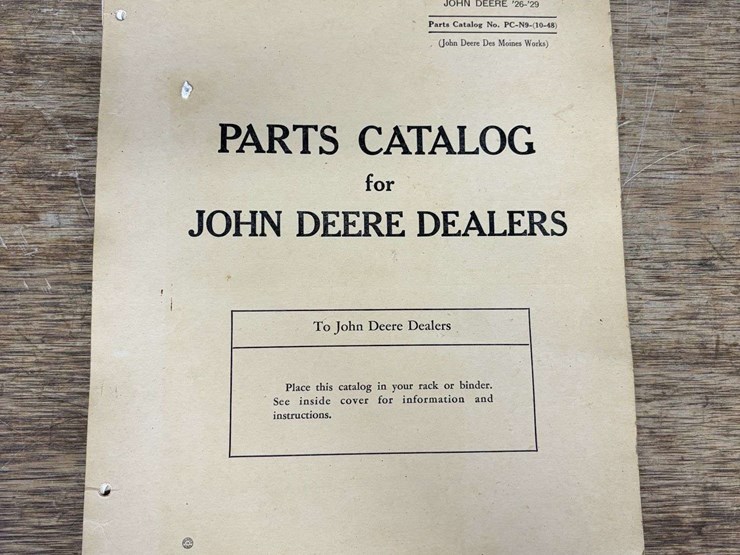 JOHN DEERE '26-'29
Parts Catalog No. PC-N9-(10-48)
(John Deere Des Moines Works)
PARTS CATALOG
for
JOHN DEERE DEALERS
To John Deere Dealers
Place this catalog in your rack or binder.
See inside cover for information and
instructions.